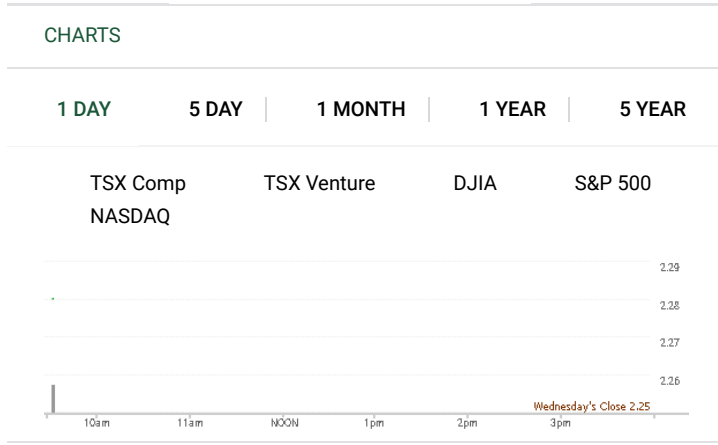 CHARTS
1 DAY 5 DAY 1 MONTH 1 YEAR 5 YEAR
TSX Comp TSX Venture DJIA S&P 500
NASDAQ
2.29
2.28
2.27
2.26
Wednesday's Close 2.25
10am 11am NOON 1pm 2pm 3pm